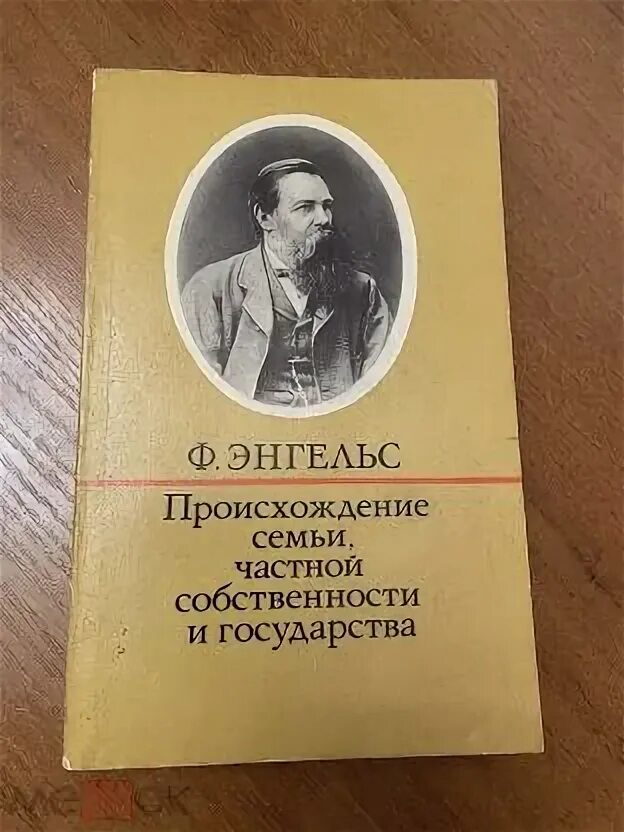 Ф. ЭНГЕЛЬС
Происхождение
семьи,
частной
собственности
и государства